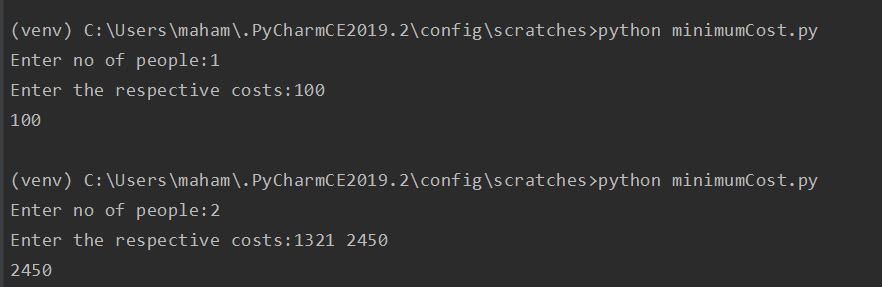 (venv) C:\Users\maham\.PyCharmCE2019.2\config\scratches>python minimumCost.py
Enter no of people:1
Enter the respective costs:100
100
(venv) C:\Users\maham\.PyCharmCE2019.2\config\scratches>python minimumCost.py
Enter no of people:2
Enter the respective costs:1321 2450
2450